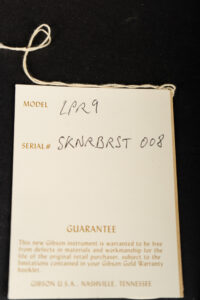 MODEL LPR9
SERIAL# SKNRBRST 008
GUARANTEE
This new Gibson instrument is warranted to be free
from defects in materials and workmanship for the
life of the original retail purchaser, subject to the
limitations contained in your Gibson Gold Warranty
booklet.
GIBSON U.S.A., NASHVILLE, TENNESSEE